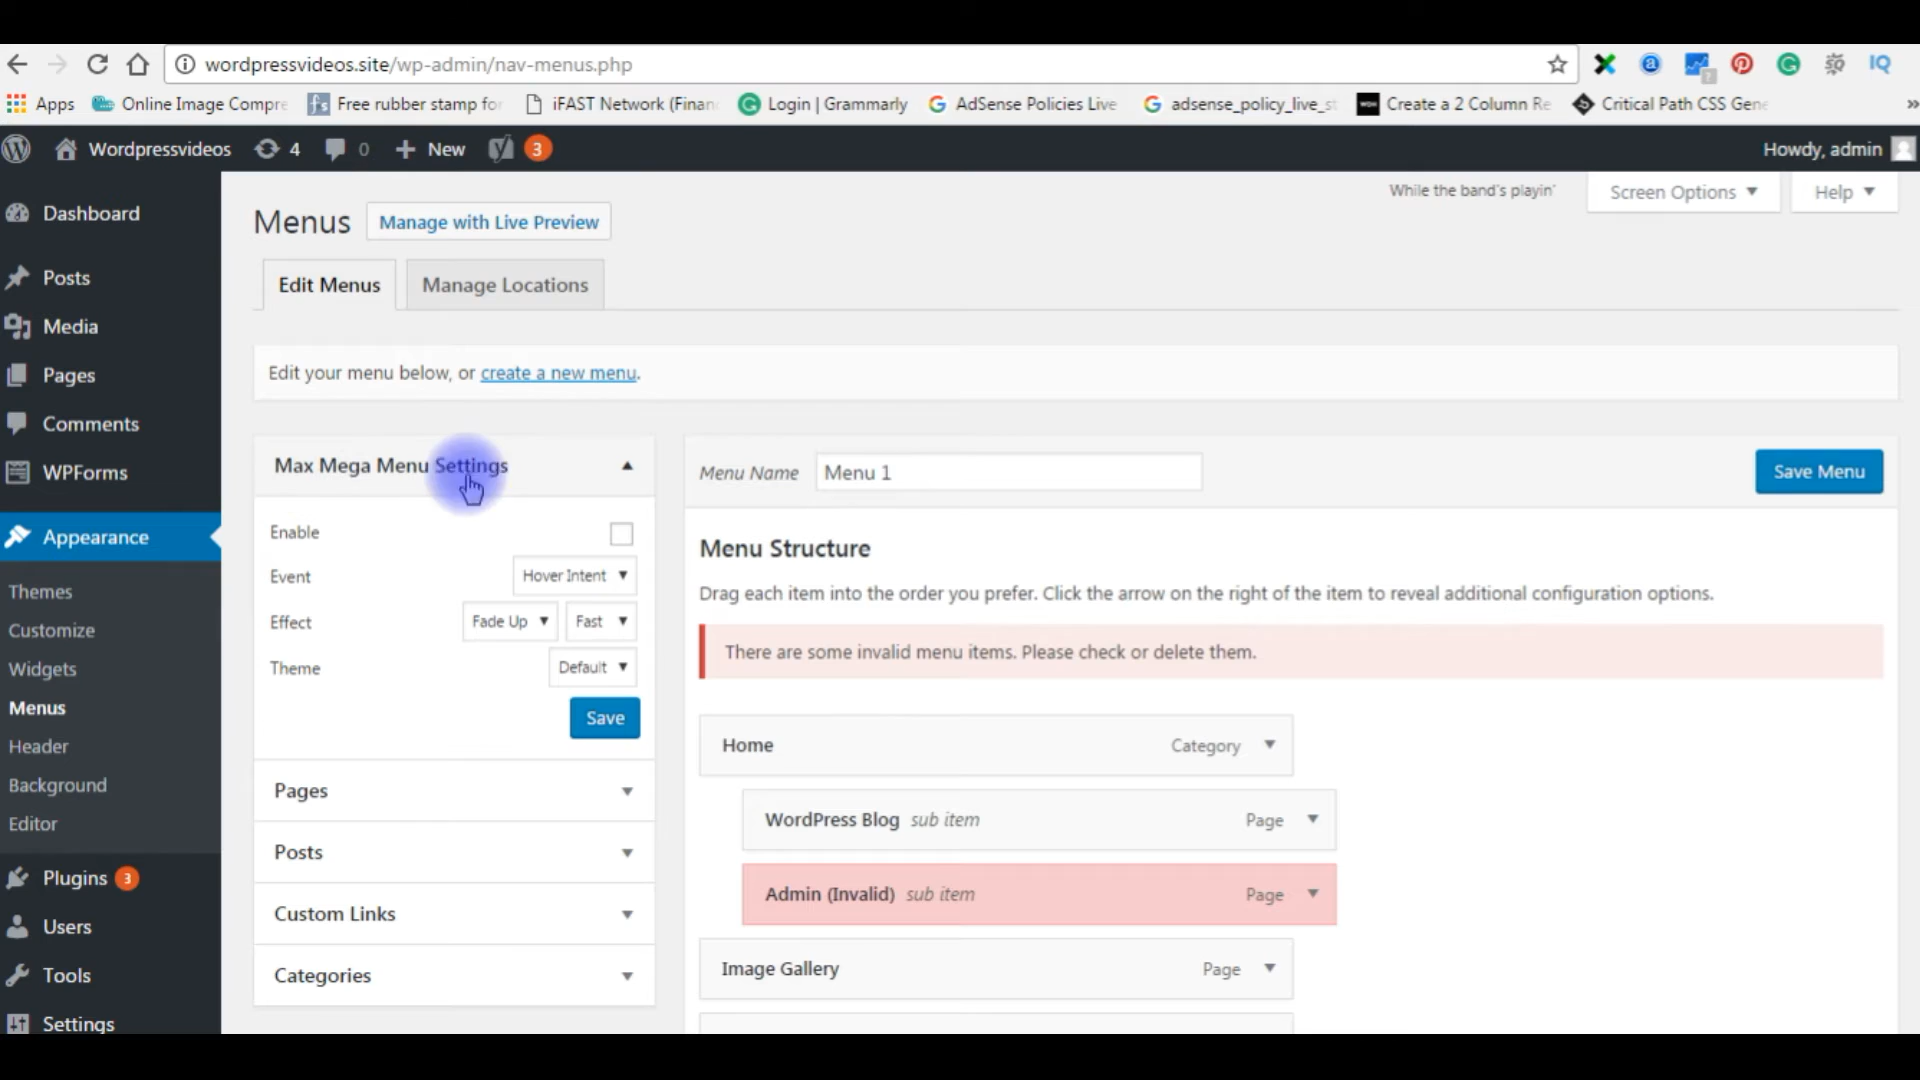 wordpressvideos.site/wp-admin/nav-menus.php
Apps Online Image Compre Free rubber stamp fo iFAST Network (Finan Login | Grammarly AdSense Policies Live adsense_policy_live_st Create a 2 Column Re Critical Path CSS Gene »
Wordpressvideos 4 0 + New 3 Howdy, admin
While the band's playin' Screen Options ▼ Help ▼
Dashboard
Posts
Media
Pages
Comments
WPForms
Appearance
Themes
Customize
Widgets
Menus
Header
Background
Editor
Plugins 3
Users
Tools
Settings
Menus Manage with Live Preview
Edit Menus Manage Locations
Edit your menu below, or create a new menu.
Max Mega Menu Settings ▲
Enable
Event Hover Intent ▼
Effect Fade Up ▼ Fast ▼
Theme Default ▼
Save
Pages ▼
Posts ▼
Custom Links ▼
Categories ▼
Menu Name Menu 1 Save Menu
Menu Structure
Drag each item into the order you prefer. Click the arrow on the right of the item to reveal additional configuration options.
There are some invalid menu items. Please check or delete them.
Home Category ▼
WordPress Blog sub item Page ▼
Admin (Invalid) sub item Page ▼
Image Gallery Page ▼